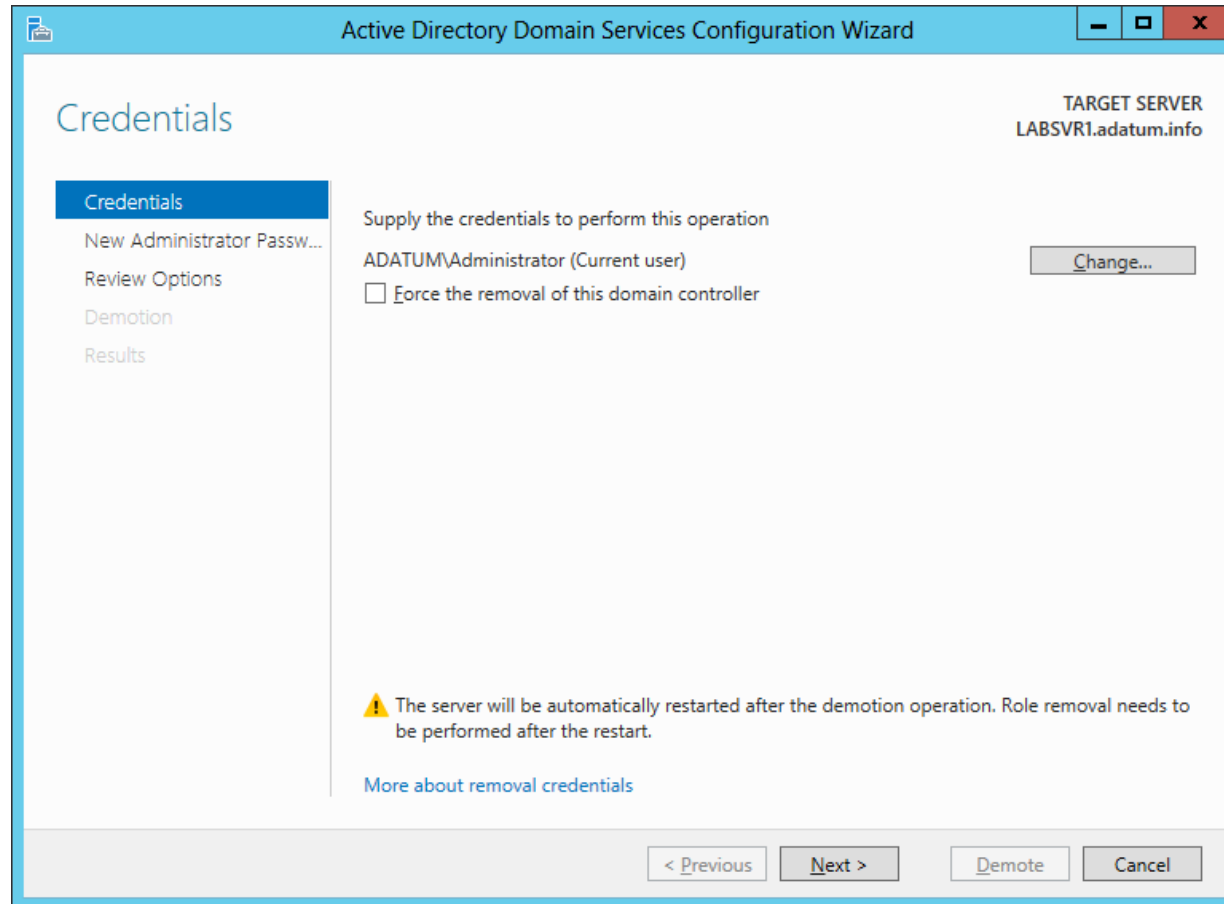 Active Directory Domain Services Configuration Wizard
Credentials
TARGET SERVER
LABSVR1.adatum.info
Credentials
New Administrator Passw...
Review Options
Demotion
Results
Supply the credentials to perform this operation
ADATUM\Administrator (Current user)
Change...
Force the removal of this domain controller
The server will be automatically restarted after the demotion operation. Role removal needs to
be performed after the restart.
More about removal credentials
< Previous
Next >
Demote
Cancel